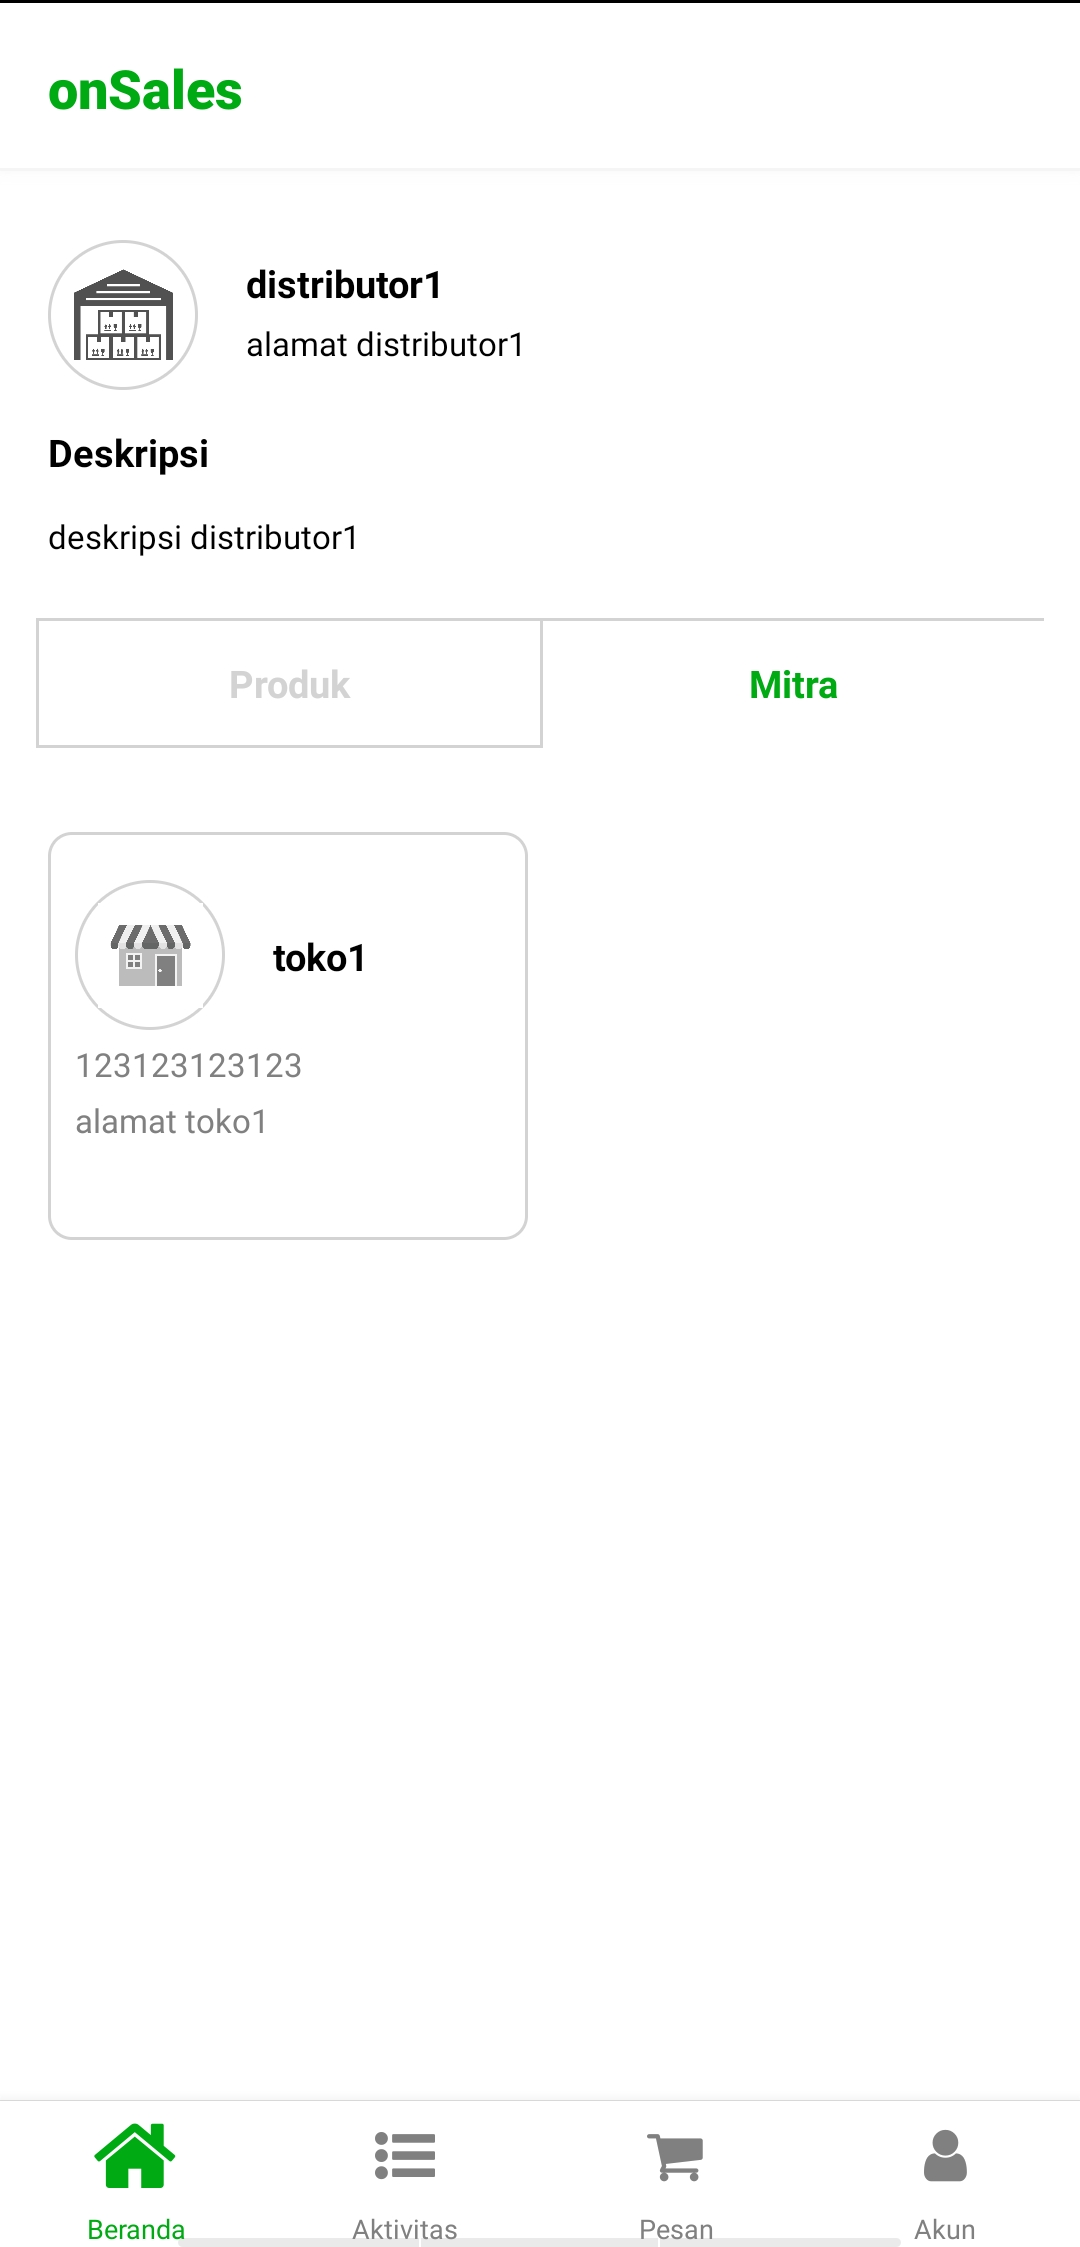 onSales
distributor1
alamat distributor1
Deskripsi
deskripsi distributor1
Produk
Mitra
toko1
123123123123
alamat toko1
Beranda
Aktivitas
Pesan
Akun